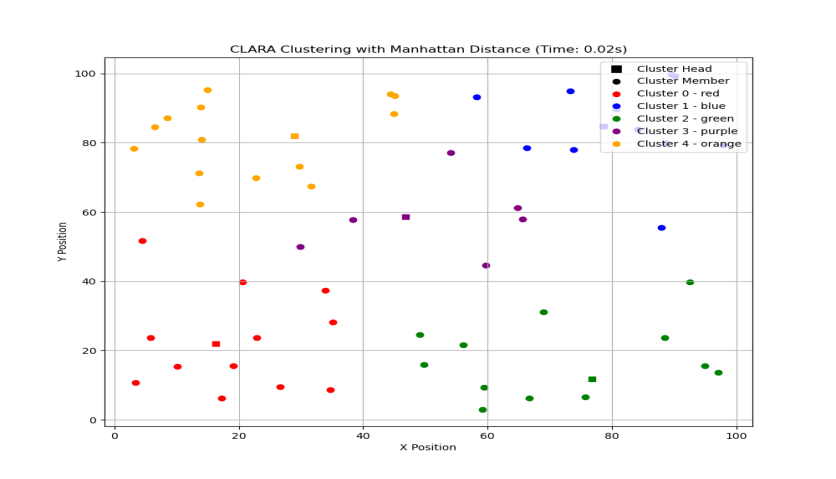 CLARA Clustering with Manhattan Distance (Time: 0.02s)
Cluster Head
Cluster Member
Cluster 0 - red
Cluster 1 - blue
Cluster 2 - green
Cluster 3 - purple
Cluster 4 - orange
Y Position
100
80
60
40
20
0
0 20 40 60 80 100
X Position